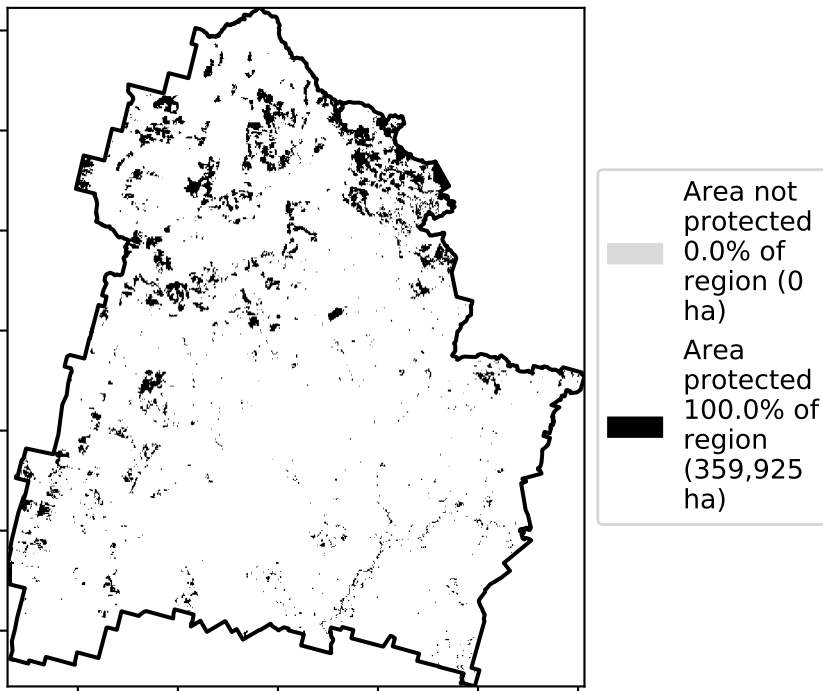 Area not
protected
0.0% of
region (0
ha)
Area
protected
100.0% of
region
(359,925
ha)